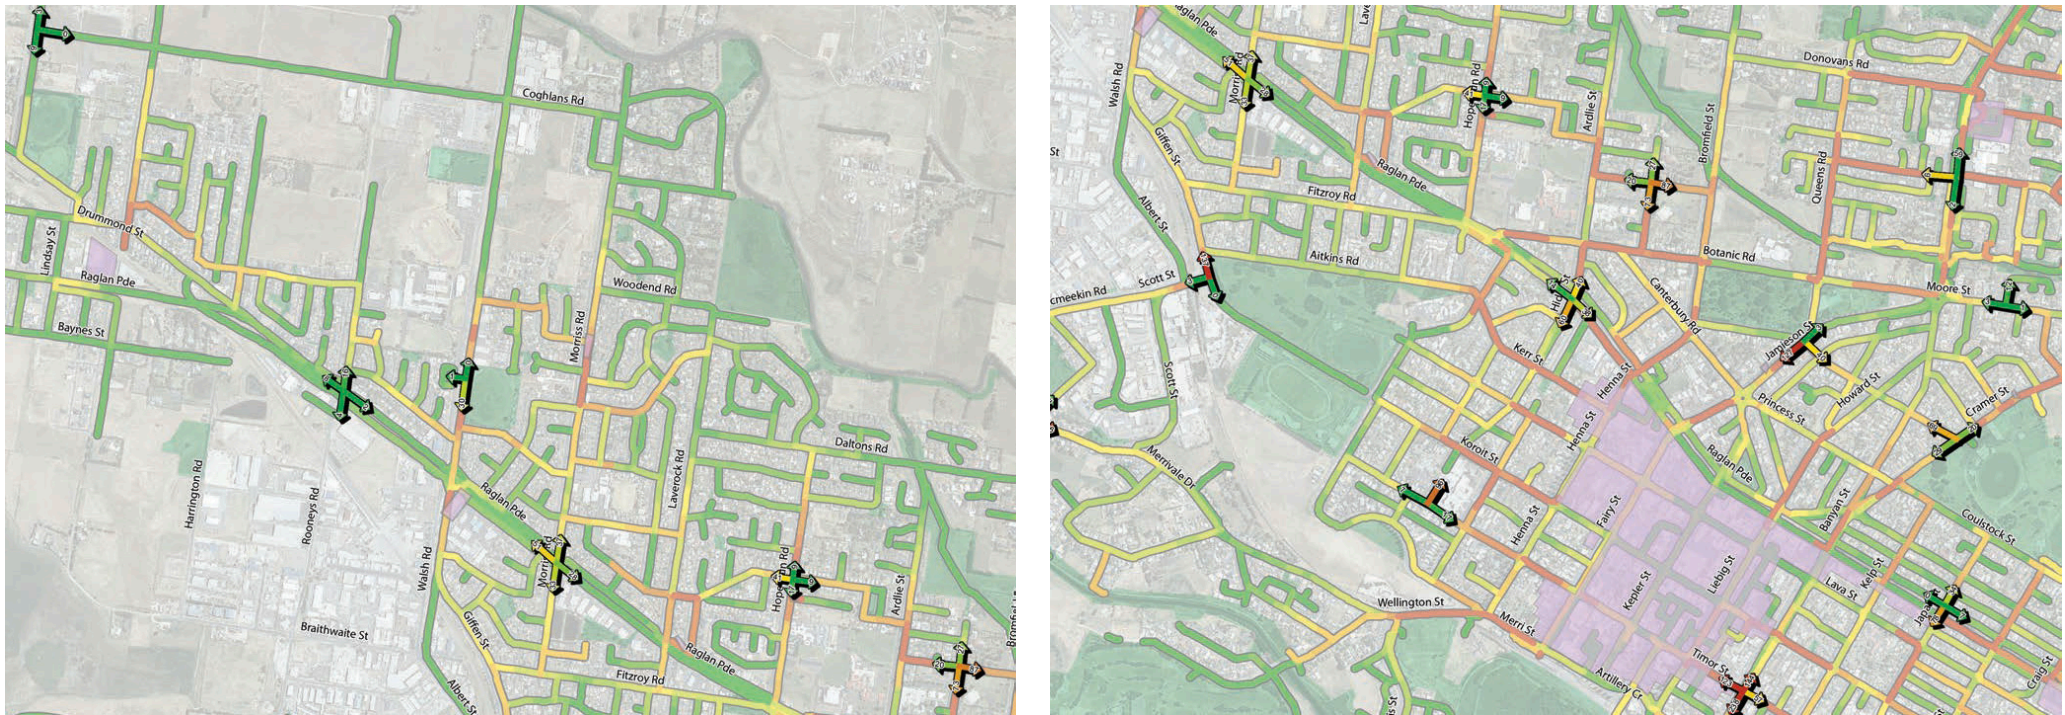 Coghlans Rd
Drummond St
Lindsay St
Raglan Pde
Woodend Rd
Baynes St
Morriss Rd
Daltons Rd
Laverock Rd
Harrington Rd
Rooneys Rd
Raglan Pde
Walsh Rd
Ardlie St
Giffen St
Braithwaite St
Raglan Pde
Fitzroy Rd
Albert St
Raglan Pde
Donovans Rd
Walsh Rd
Ardlie St
Giffen St
Bromfield St
St
Raglan Pde
Queens Rd
Fitzroy Rd
Albert St
Botanic Rd
Aitkins Rd
Scott St
Moore St
Canterbury Rd
Jamieson St
Kerr St
Scott St
Henna St
Howard St
Princess St
Cramer St
Henna St
Koroit St
Raglan Pde
Merrivale Dr
Banyan St
Henna St
Fairy St
Coulstock St
Liebig St
Kelp St
Kepler St
Lava St
Wellington St
Merri St
Timor St
Artillery Cr
Craig St